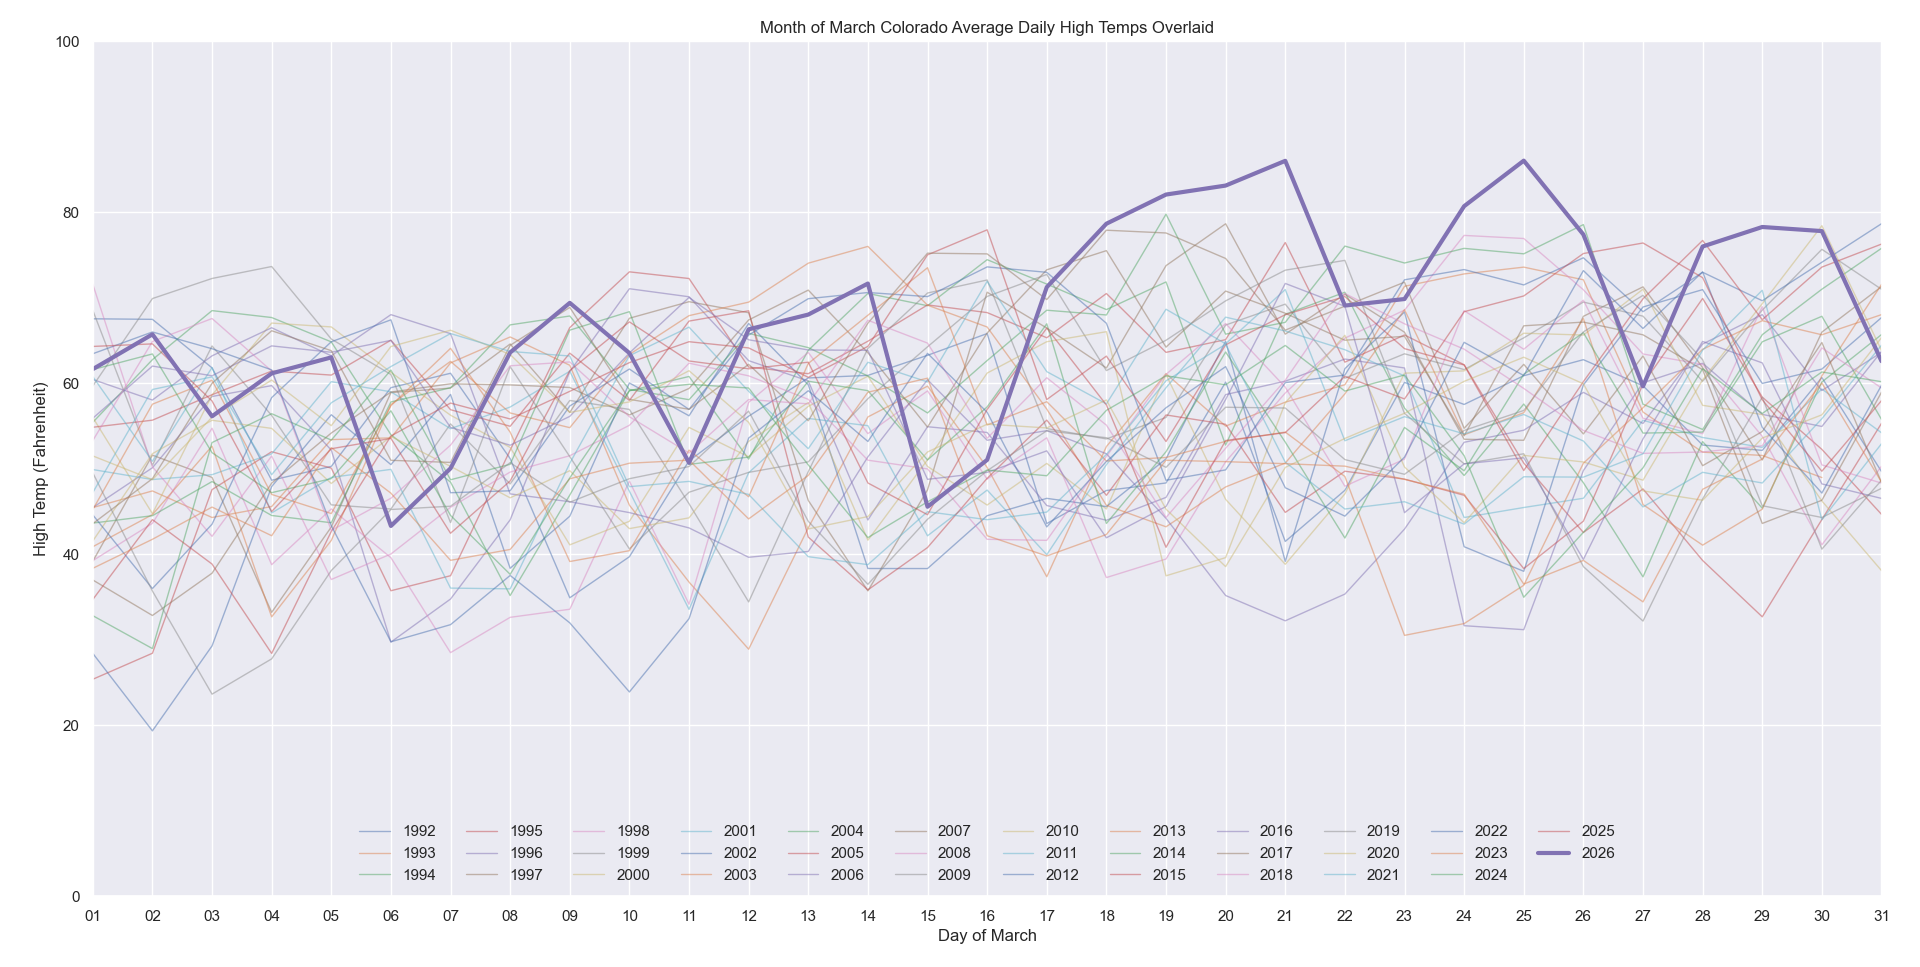 Month of March Colorado Average Daily High Temps Overlaid
High Temp (Fahrenheit)
100
80
60
40
20
0
1992 1995 1998 2001 2004 2007 2010 2013 2016 2019 2022 2025
1993 1996 1999 2002 2005 2008 2011 2014 2017 2020 2023 2026
1994 1997 2000 2003 2006 2009 2012 2015 2018 2021 2024
01 02 03 04 05 06 07 08 09 10 11 12 13 14 15 16 17 18 19 20 21 22 23 24 25 26 27 28 29 30 31
Day of March